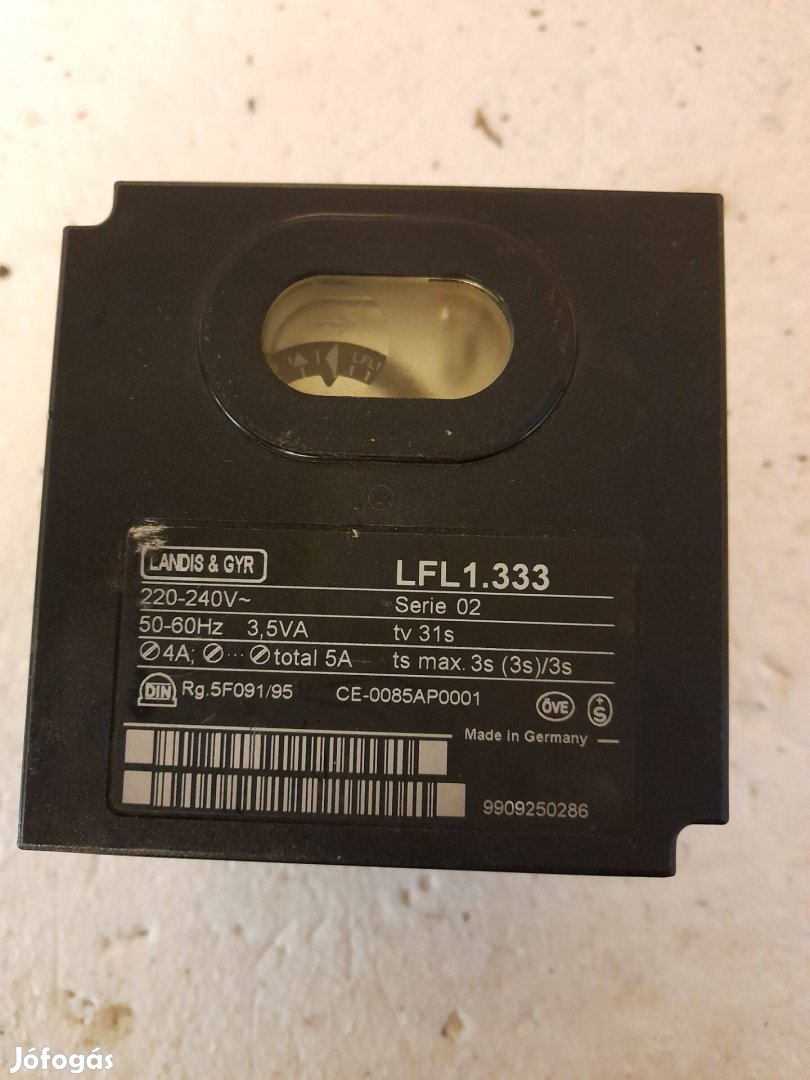 LFL1
LANDIS & GYR
LFL1.333
220-240V~
Serie 02
50-60Hz 3,5VA
tv 31s
4A; ... total 5A
ts max. 3s (3s)/3s
DIN Rg.5F091/95
CE-0085AP0001
ÖVE
+S
Made in Germany
9909250286
Jófogás